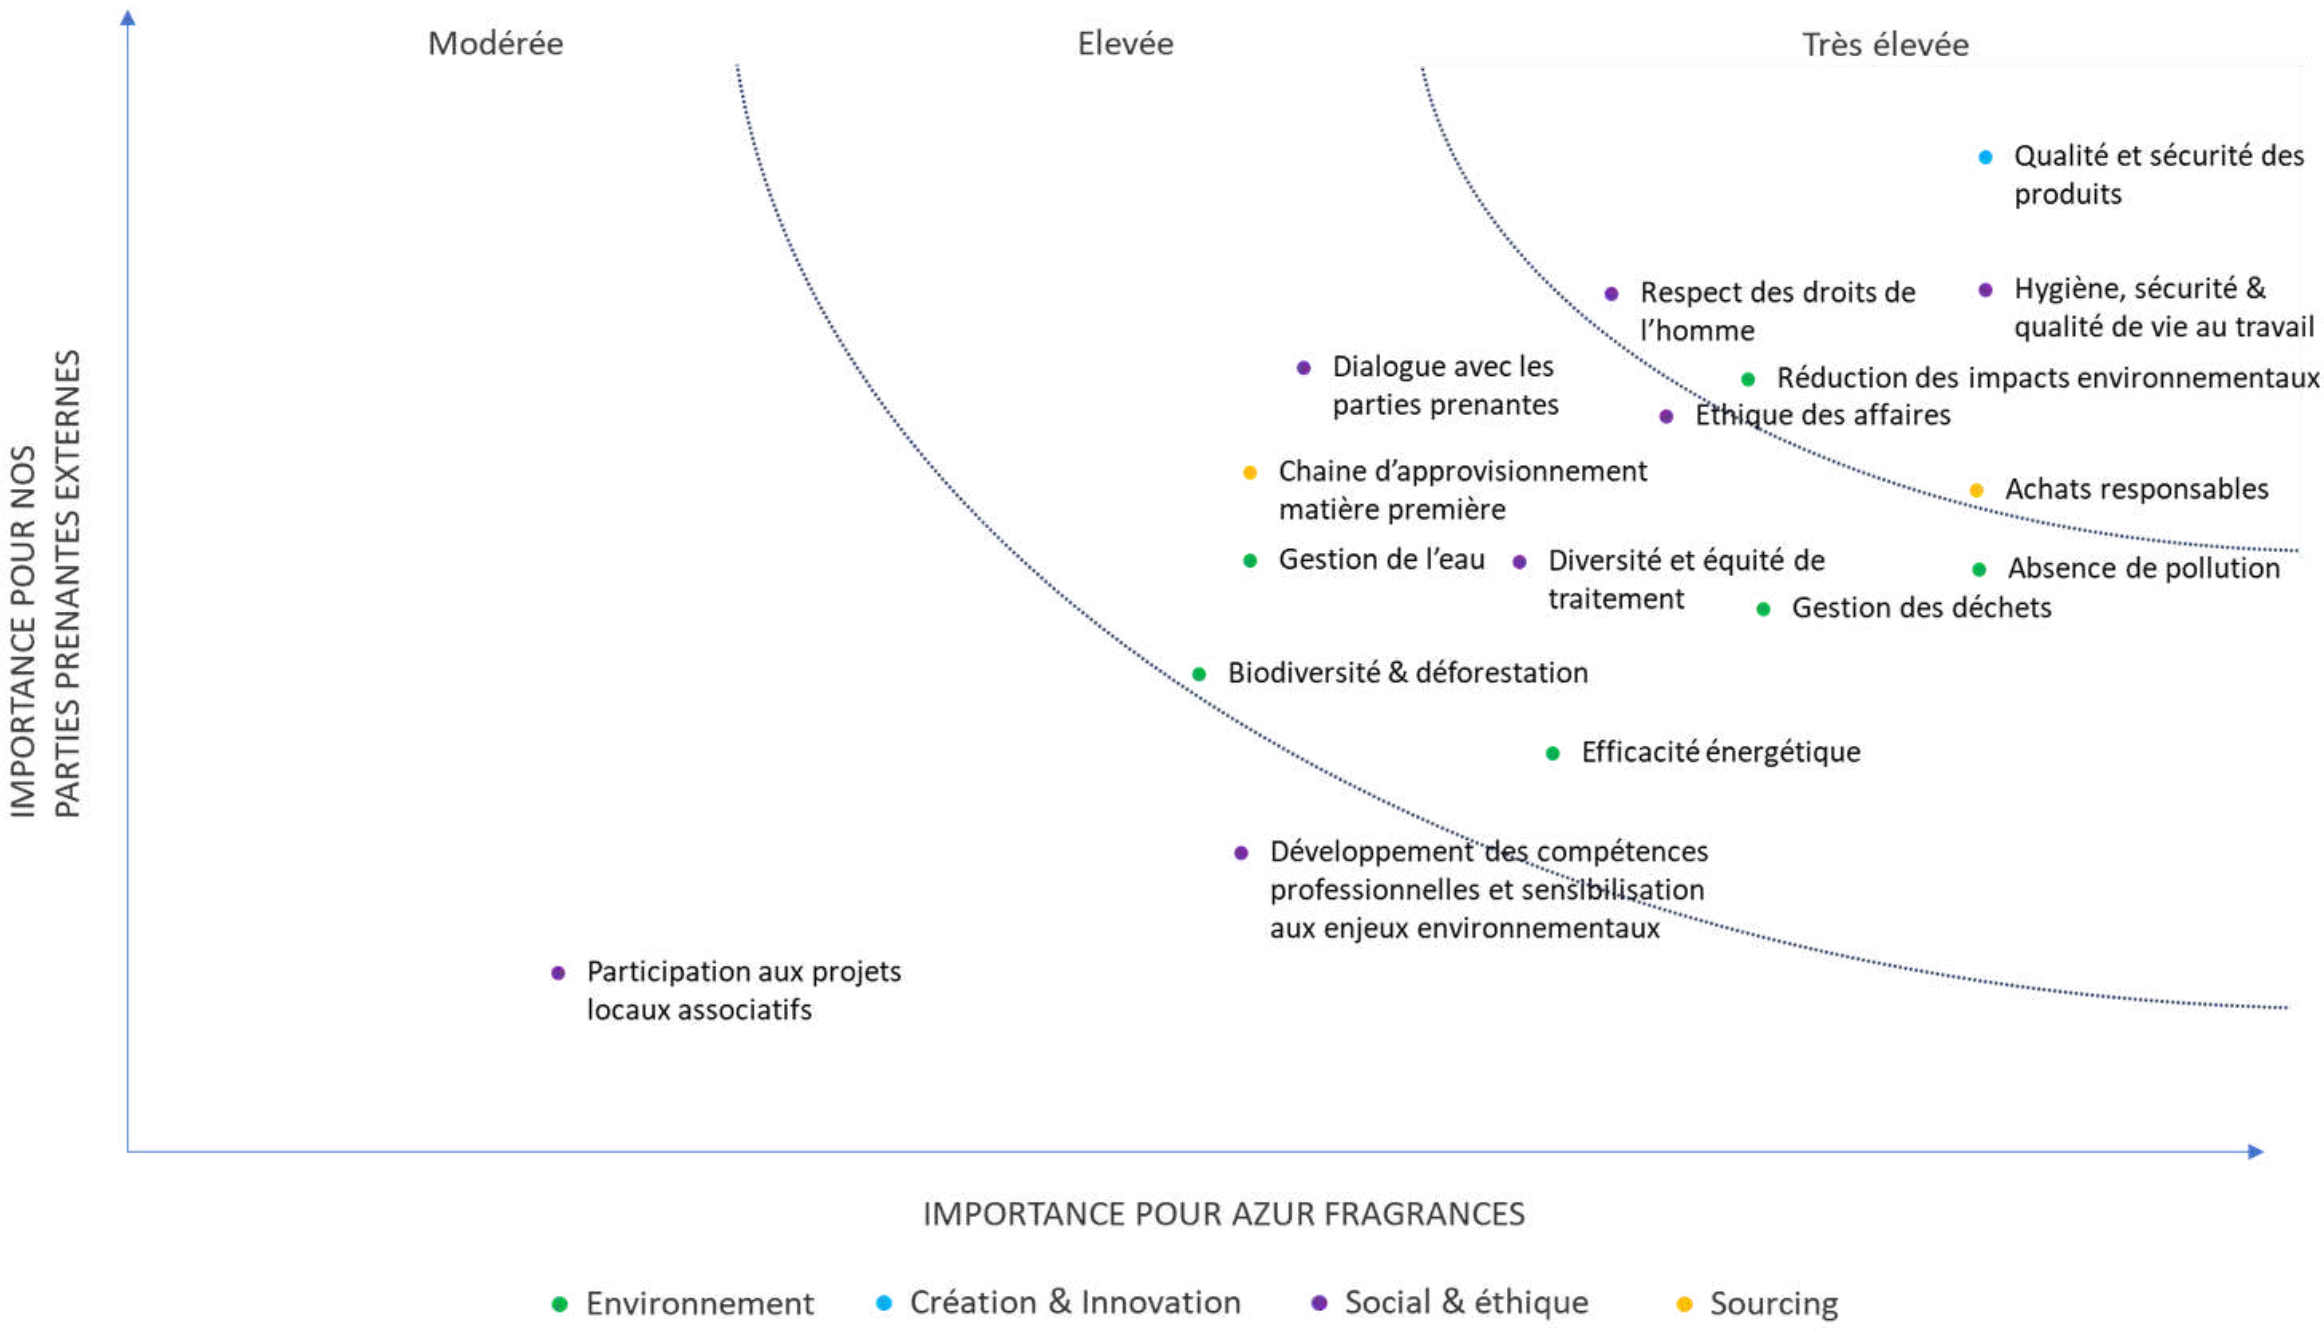 Modérée
Elevée
Très élevée
Qualité et sécurité des
produits
Respect des droits de
l’homme
Hygiène, sécurité &
qualité de vie au travail
Dialogue avec les
parties prenantes
Réduction des impacts environnementaux
Ethique des affaires
Chaine d’approvisionnement
matière première
Achats responsables
Gestion de l’eau
Diversité et équité de
traitement
Absence de pollution
Gestion des déchets
Biodiversité & déforestation
Efficacité énergétique
Développement des compétences
professionnelles et sensibilisation
aux enjeux environnementaux
Participation aux projets
locaux associatifs
IMPORTANCE POUR NOS
PARTIES PRENANTES EXTERNES
IMPORTANCE POUR AZUR FRAGRANCES
Environnement
Création & Innovation
Social & éthique
Sourcing